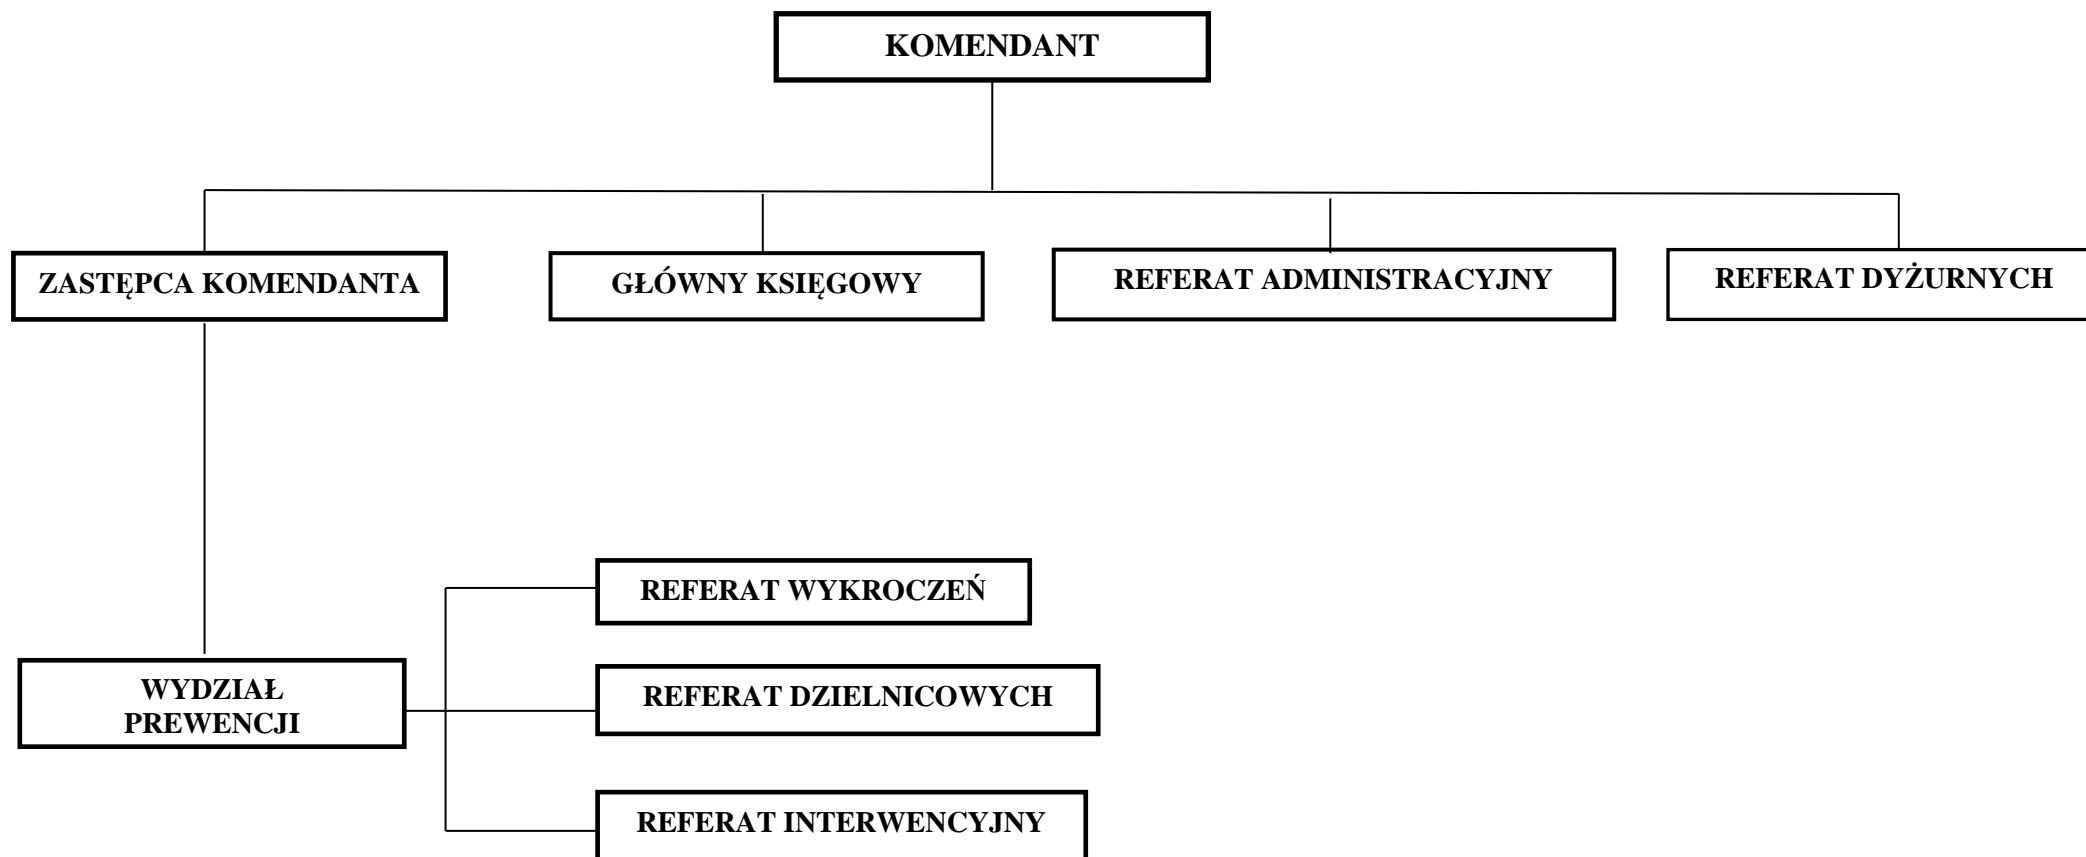 KOMENDANT
ZASTĘPCA KOMENDANTA
GŁÓWNY KSIĘGOWY
REFERAT ADMINISTRACYJNY
REFERAT DYŻURNYCH
REFERAT WYKROCZEŃ
WYDZIAŁ
PREWENCJI
REFERAT DZIELNICOWYCH
REFERAT INTERWENCYJNY